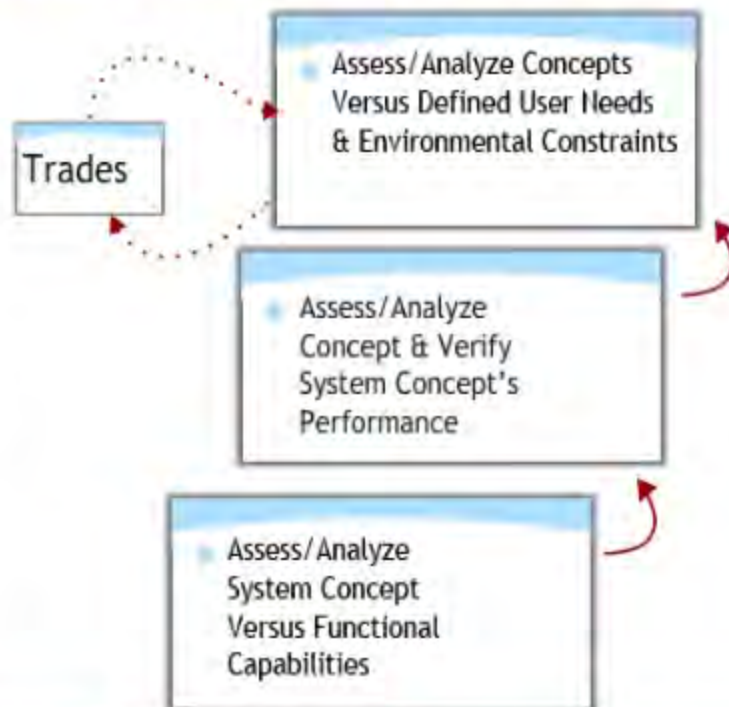 Assess/Analyze Concepts
Versus Defined User Needs
& Environmental Constraints
Trades
Assess/Analyze
Concept & Verify
System Concept's
Performance
Assess/Analyze
System Concept
Versus Functional
Capabilities